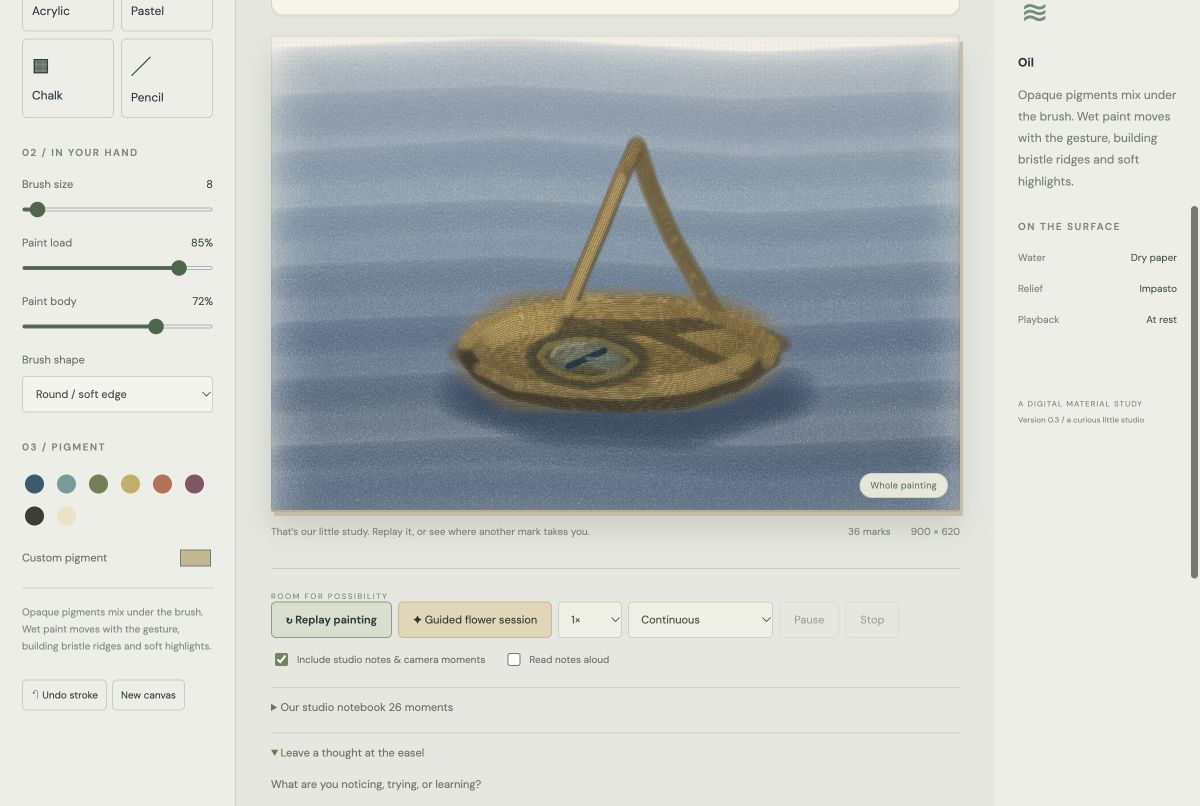 Acrylic
Pastel
Chalk
Pencil
02 / IN YOUR HAND
Brush size 8
Paint load 85%
Paint body 72%
Brush shape
Round / soft edge
03 / PIGMENT
Custom pigment
Opaque pigments mix under the brush.
Wet paint moves with the gesture,
building bristle ridges and soft highlights.
Undo stroke
New canvas
Whole painting
That's our little study. Replay it, or see where another mark takes you.
36 marks
900 × 620
ROOM FOR POSSIBILITY
↻ Replay painting
✦ Guided flower session
1×
Continuous
Pause
Stop
Include studio notes & camera moments
Read notes aloud
Our studio notebook 26 moments
Leave a thought at the easel
What are you noticing, trying, or learning?
Oil
Opaque pigments mix under
the brush. Wet paint moves
with the gesture, building
bristle ridges and soft
highlights.
ON THE SURFACE
Water Dry paper
Relief Impasto
Playback At rest
A DIGITAL MATERIAL STUDY
Version 0.3 / a curious little studio